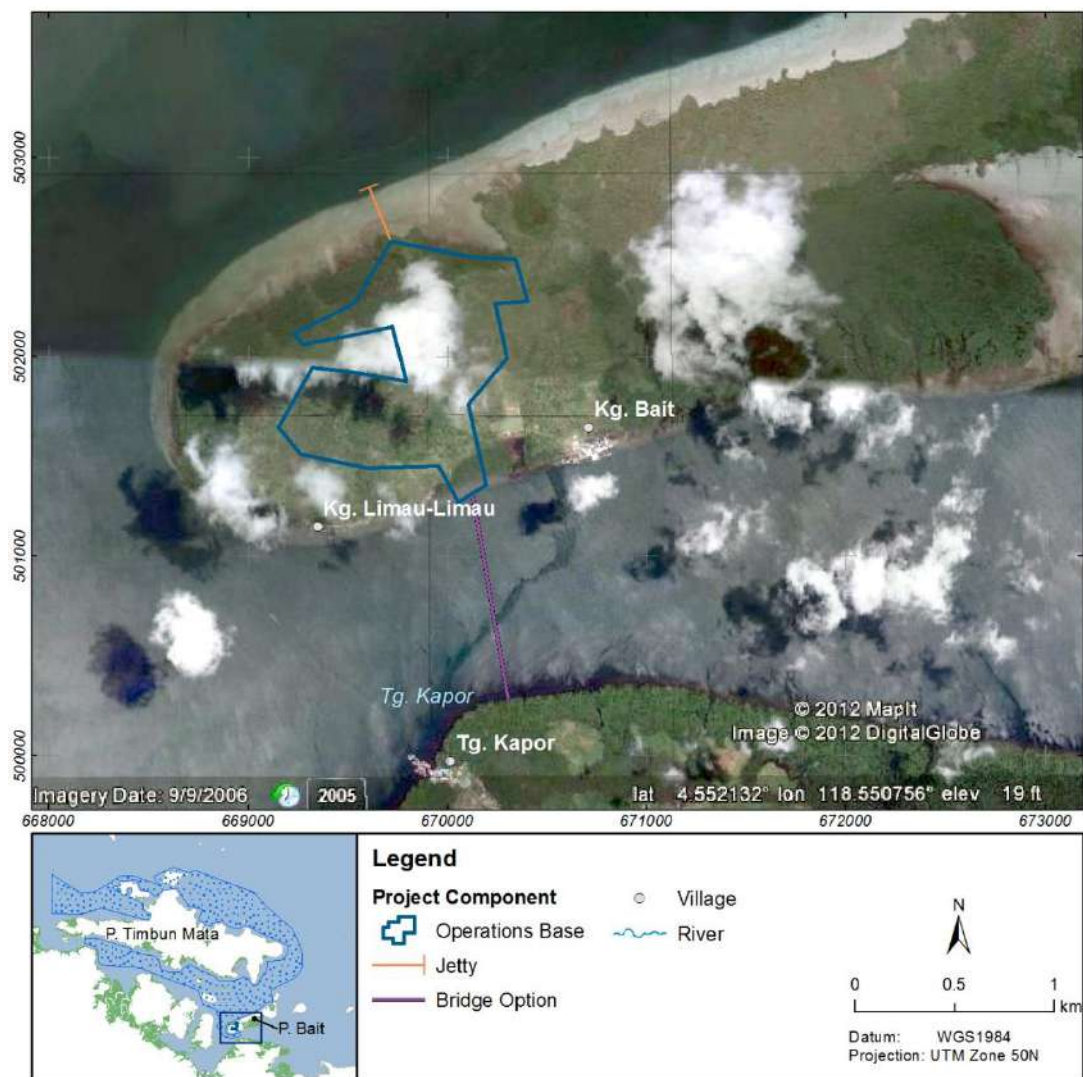 503000
502000
501000
500000
Kg. Bait
Kg. Limau-Limau
Tg. Kapor
Tg. Kapor
© 2012 MapIt
Image © 2012 DigitalGlobe
Imagery Date: 9/9/2006 2005 lat 4.552132° lon 118.550756° elev 19 ft
668000 669000 670000 671000 672000 673000
P. Timbun Mata
P. Bait
Legend
Project Component
Operations Base
Jetty
Bridge Option
Village
River
N
0 0.5 1
km
Datum: WGS1984
Projection: UTM Zone 50N